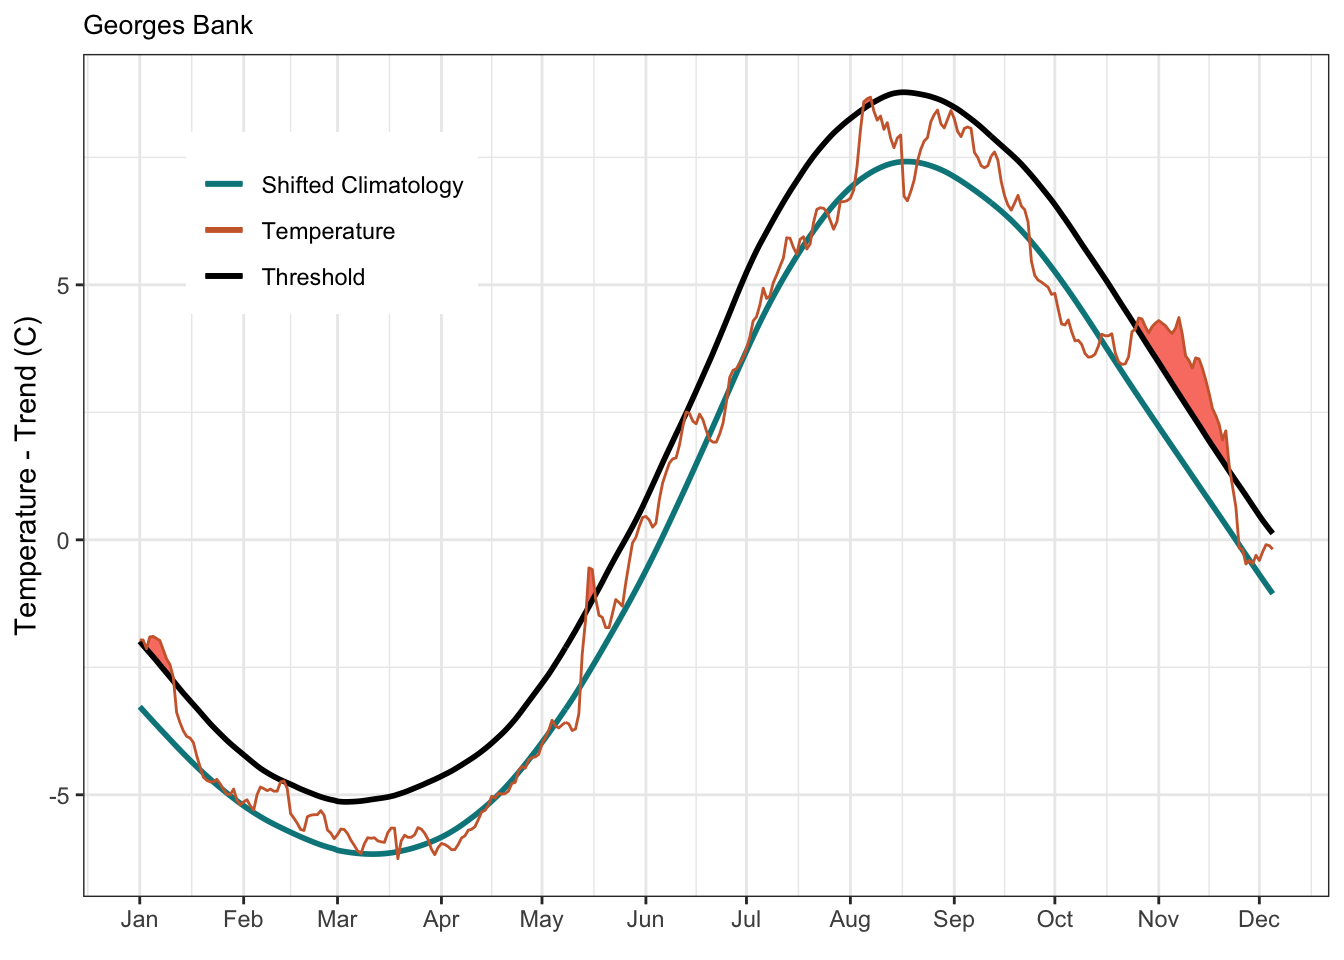 Georges Bank
Shifted Climatology
Temperature
Threshold
Temperature - Trend (C)
5
0
-5
Jan Feb Mar Apr May Jun Jul Aug Sep Oct Nov Dec